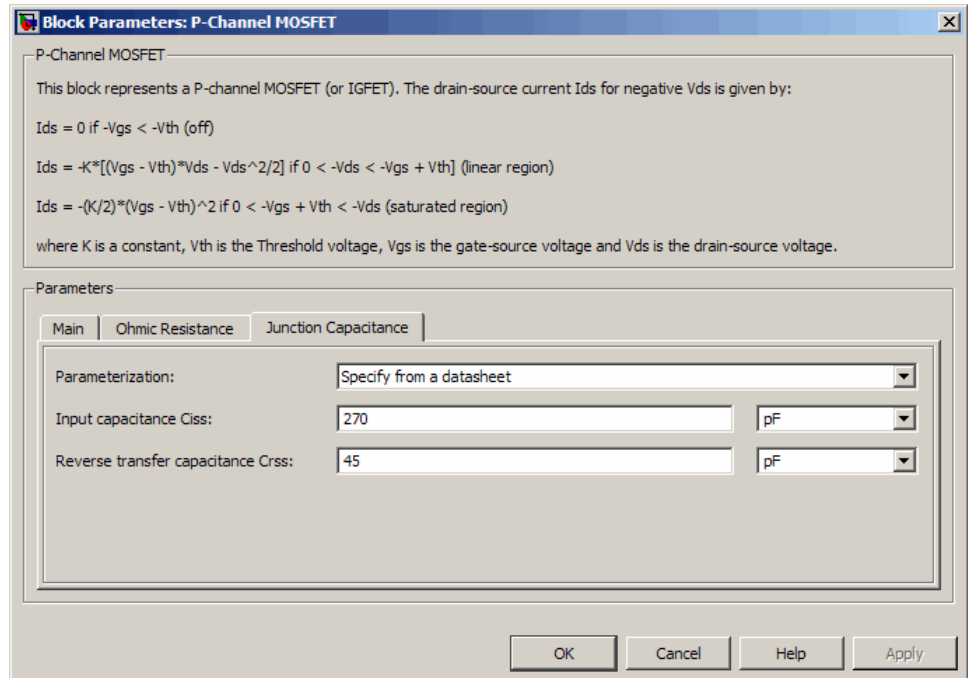 Block Parameters: P-Channel MOSFET
P-Channel MOSFET
This block represents a P-channel MOSFET (or IGFET). The drain-source current Ids for negative Vds is given by:
Ids = 0 if -Vgs < -Vth (off)
Ids = -K*[(Vgs - Vth)*Vds - Vds^2/2] if 0 < -Vds < -Vgs + Vth] (linear region)
Ids = -(K/2)*(Vgs - Vth)^2 if 0 < -Vgs + Vth < -Vds (saturated region)
where K is a constant, Vth is the Threshold voltage, Vgs is the gate-source voltage and Vds is the drain-source voltage.
Parameters
Main Ohmic Resistance Junction Capacitance
Parameterization: Specify from a datasheet
Input capacitance Ciss: 270 pF
Reverse transfer capacitance Crss: 45 pF
OK Cancel Help Apply